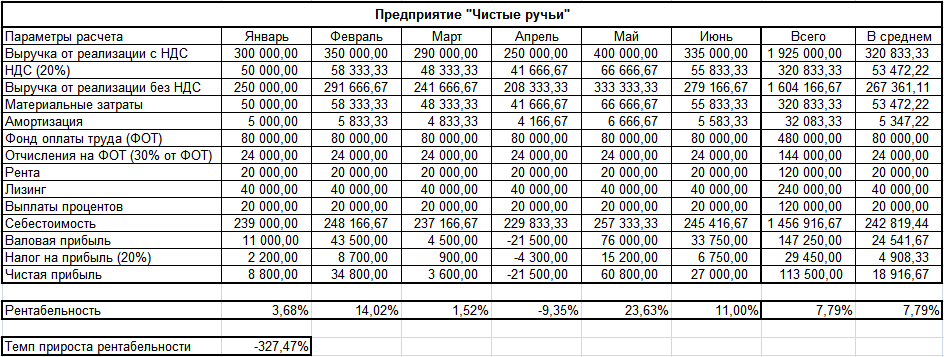 Предприятие "Чистые ручьи"
Параметры расчета Январь Февраль Март Апрель Май Июнь Всего В среднем
Выручка от реализации с НДС 300 000,00 350 000,00 290 000,00 250 000,00 400 000,00 335 000,00 1 925 000,00 320 833,33
НДС (20%) 50 000,00 58 333,33 48 333,33 41 666,67 66 666,67 55 833,33 320 833,33 53 472,22
Выручка от реализации без НДС 250 000,00 291 666,67 241 666,67 208 333,33 333 333,33 279 166,67 1 604 166,67 267 361,11
Материальные затраты 50 000,00 58 333,33 48 333,33 41 666,67 66 666,67 55 833,33 320 833,33 53 472,22
Амортизация 5 000,00 5 833,33 4 833,33 4 166,67 6 666,67 5 583,33 32 083,33 5 347,22
Фонд оплаты труда (ФОТ) 80 000,00 80 000,00 80 000,00 80 000,00 80 000,00 80 000,00 480 000,00 80 000,00
Отчисления на ФОТ (30% от ФОТ) 24 000,00 24 000,00 24 000,00 24 000,00 24 000,00 24 000,00 144 000,00 24 000,00
Рента 20 000,00 20 000,00 20 000,00 20 000,00 20 000,00 20 000,00 120 000,00 20 000,00
Лизинг 40 000,00 40 000,00 40 000,00 40 000,00 40 000,00 40 000,00 240 000,00 40 000,00
Выплаты процентов 20 000,00 20 000,00 20 000,00 20 000,00 20 000,00 20 000,00 120 000,00 20 000,00
Себестоимость 239 000,00 248 166,67 237 166,67 229 833,33 257 333,33 245 416,67 1 456 916,67 242 819,44
Валовая прибыль 11 000,00 43 500,00 4 500,00 -21 500,00 76 000,00 33 750,00 147 250,00 24 541,67
Налог на прибыль (20%) 2 200,00 8 700,00 900,00 -4 300,00 15 200,00 6 750,00 29 450,00 4 908,33
Чистая прибыль 8 800,00 34 800,00 3 600,00 -21 500,00 60 800,00 27 000,00 113 500,00 18 916,67
Рентабельность 3,68% 14,02% 1,52% -9,35% 23,63% 11,00% 7,79% 7,79%
Темп прироста рентабельности -327,47%